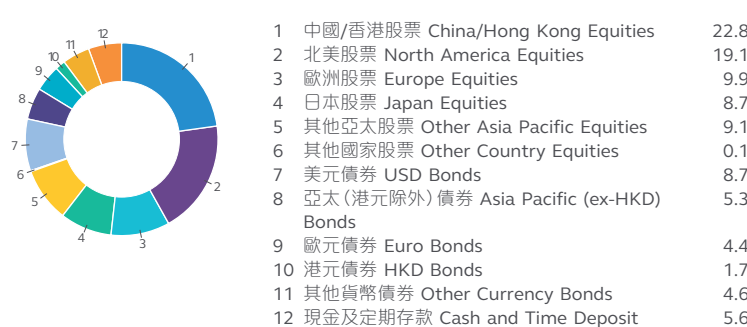 1 中國/香港股票 China/Hong Kong Equities 22.8
2 北美股票 North America Equities 19.1
3 歐洲股票 Europe Equities 9.9
4 日本股票 Japan Equities 8.7
5 其他亞太股票 Other Asia Pacific Equities 9.1
6 其他國家股票 Other Country Equities 0.1
7 美元債券 USD Bonds 8.7
8 亞太(港元除外)債券 Asia Pacific (ex-HKD) 5.3
Bonds
9 歐元債券 Euro Bonds 4.4
10 港元債券 HKD Bonds 1.7
11 其他貨幣債券 Other Currency Bonds 4.6
12 現金及定期存款 Cash and Time Deposit 5.6
1
2
3
4
5
6
7
8
9
10
11
12